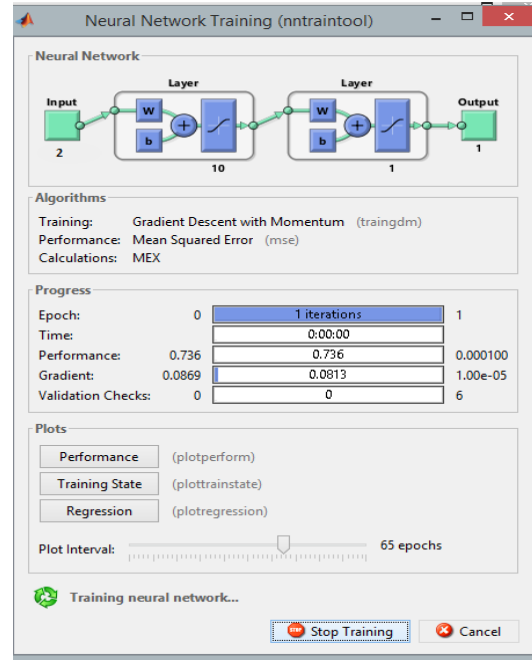 Neural Network Training (nntraintool)
Neural Network
Layer Layer
Input W W Output
b b
2 10 1 1
Algorithms
Training: Gradient Descent with Momentum (traingdm)
Performance: Mean Squared Error (mse)
Calculations: MEX
Progress
Epoch: 0 1 iterations 1
Time: 0:00:00
Performance: 0.736 0.736 0.000100
Gradient: 0.0869 0.0813 1.00e-05
Validation Checks: 0 0 6
Plots
Performance (plotperform)
Training State (plottrainstate)
Regression (plotregression)
Plot Interval: 65 epochs
Training neural network...
STOP Stop Training Cancel